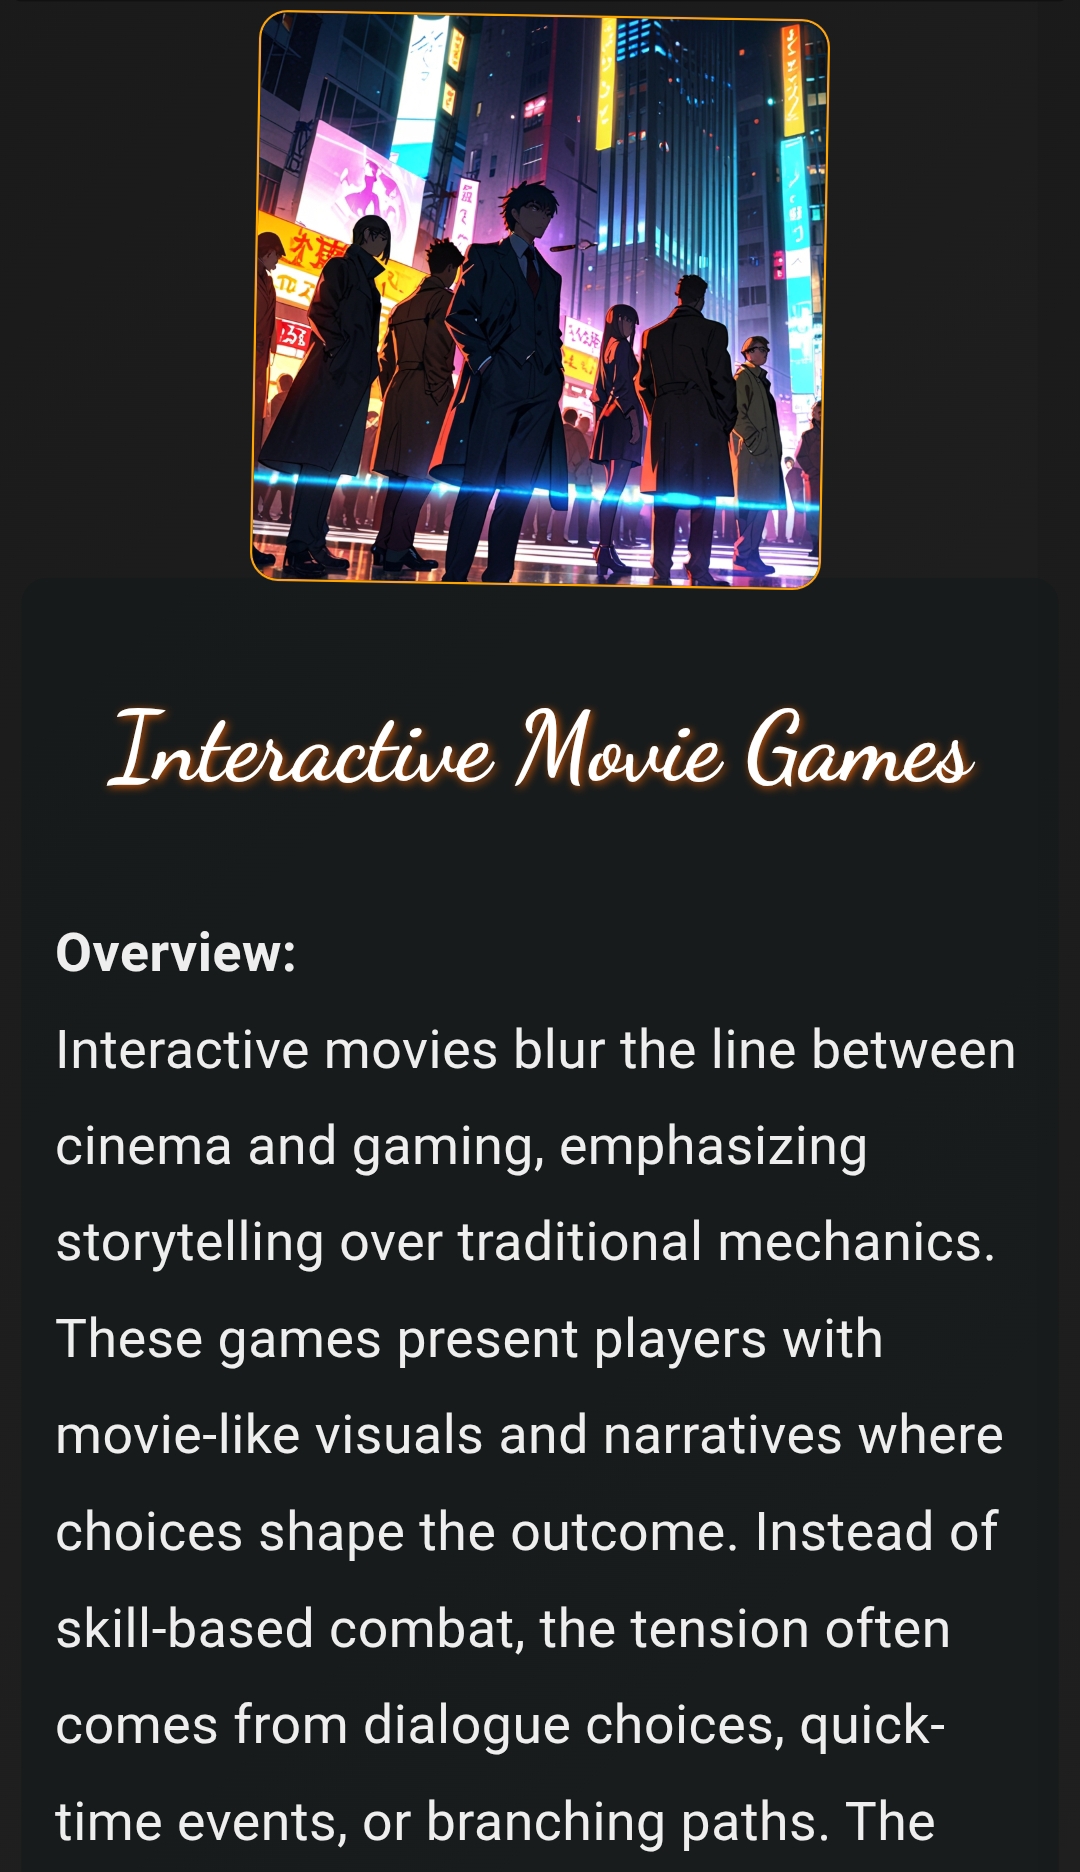 Interactive Movie Games
Overview:
Interactive movies blur the line between
cinema and gaming, emphasizing
storytelling over traditional mechanics.
These games present players with
movie-like visuals and narratives where
choices shape the outcome. Instead of
skill-based combat, the tension often
comes from dialogue choices, quick-
time events, or branching paths. The